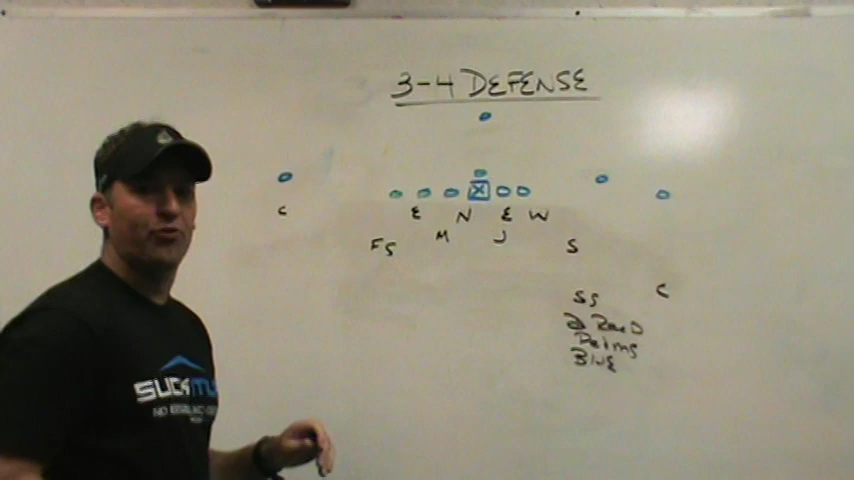 3-4 DEFENSE
X
C E N E W
FS M J S
SS C
2 Read
Palms
Blue